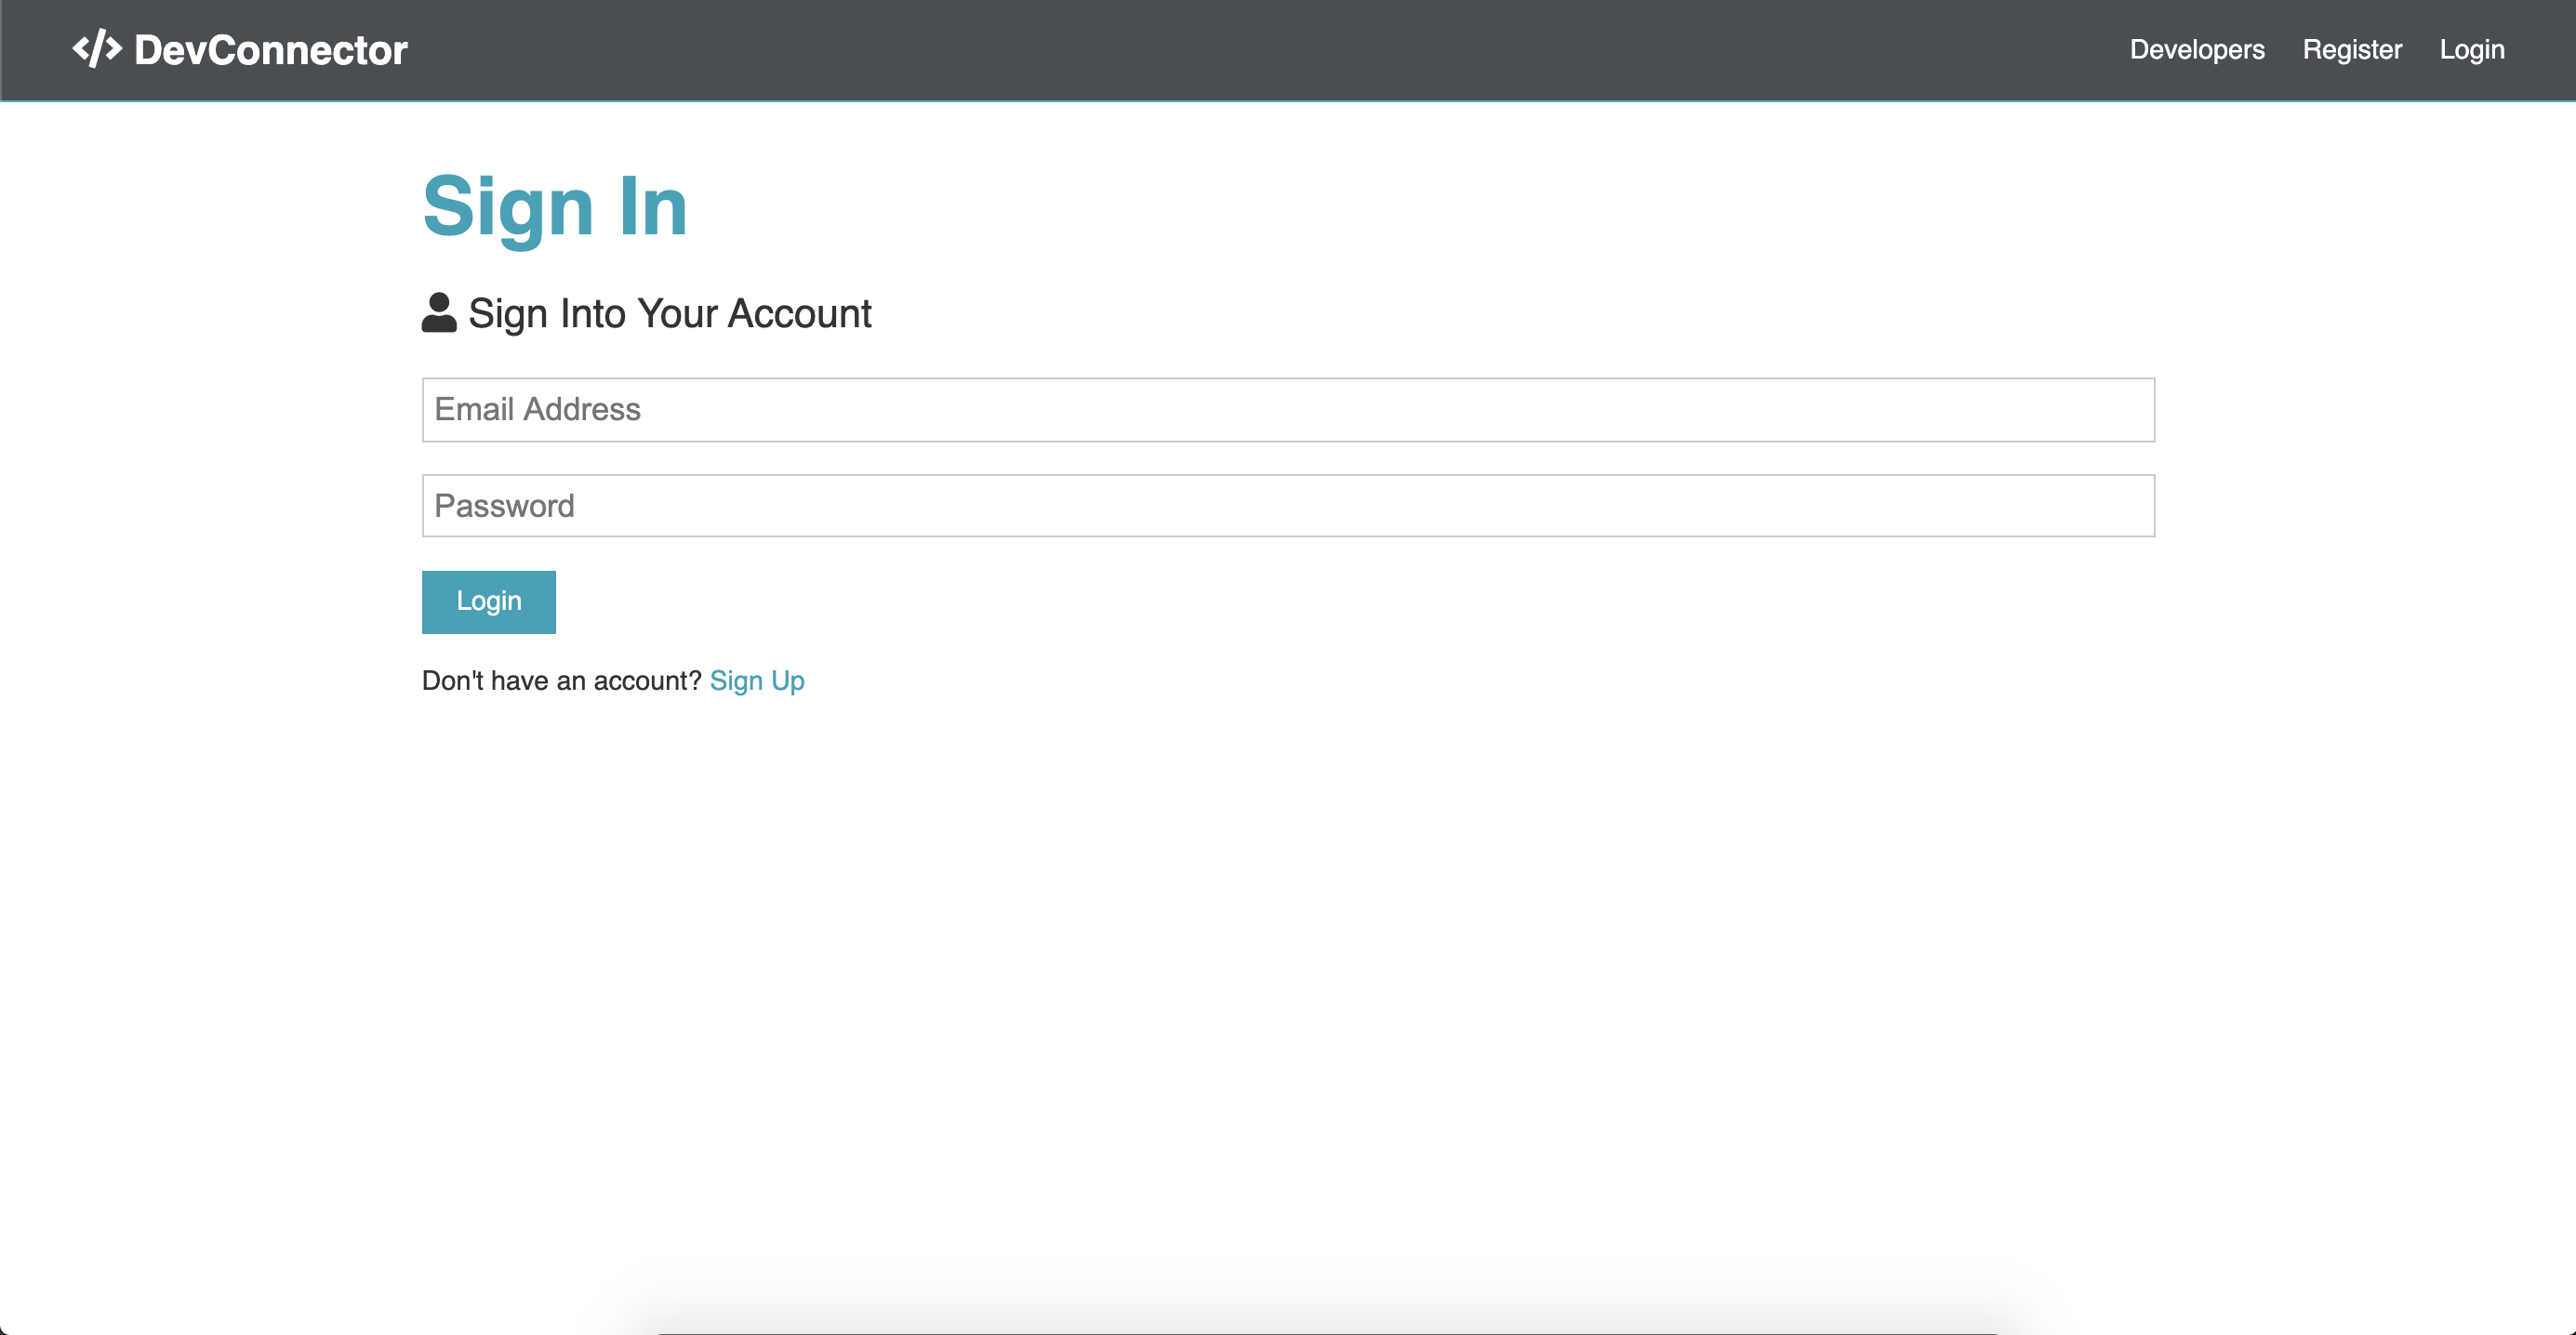 </> DevConnector
Developers Register Login
Sign In
Sign Into Your Account
Email Address
Password
Login
Don't have an account? Sign Up